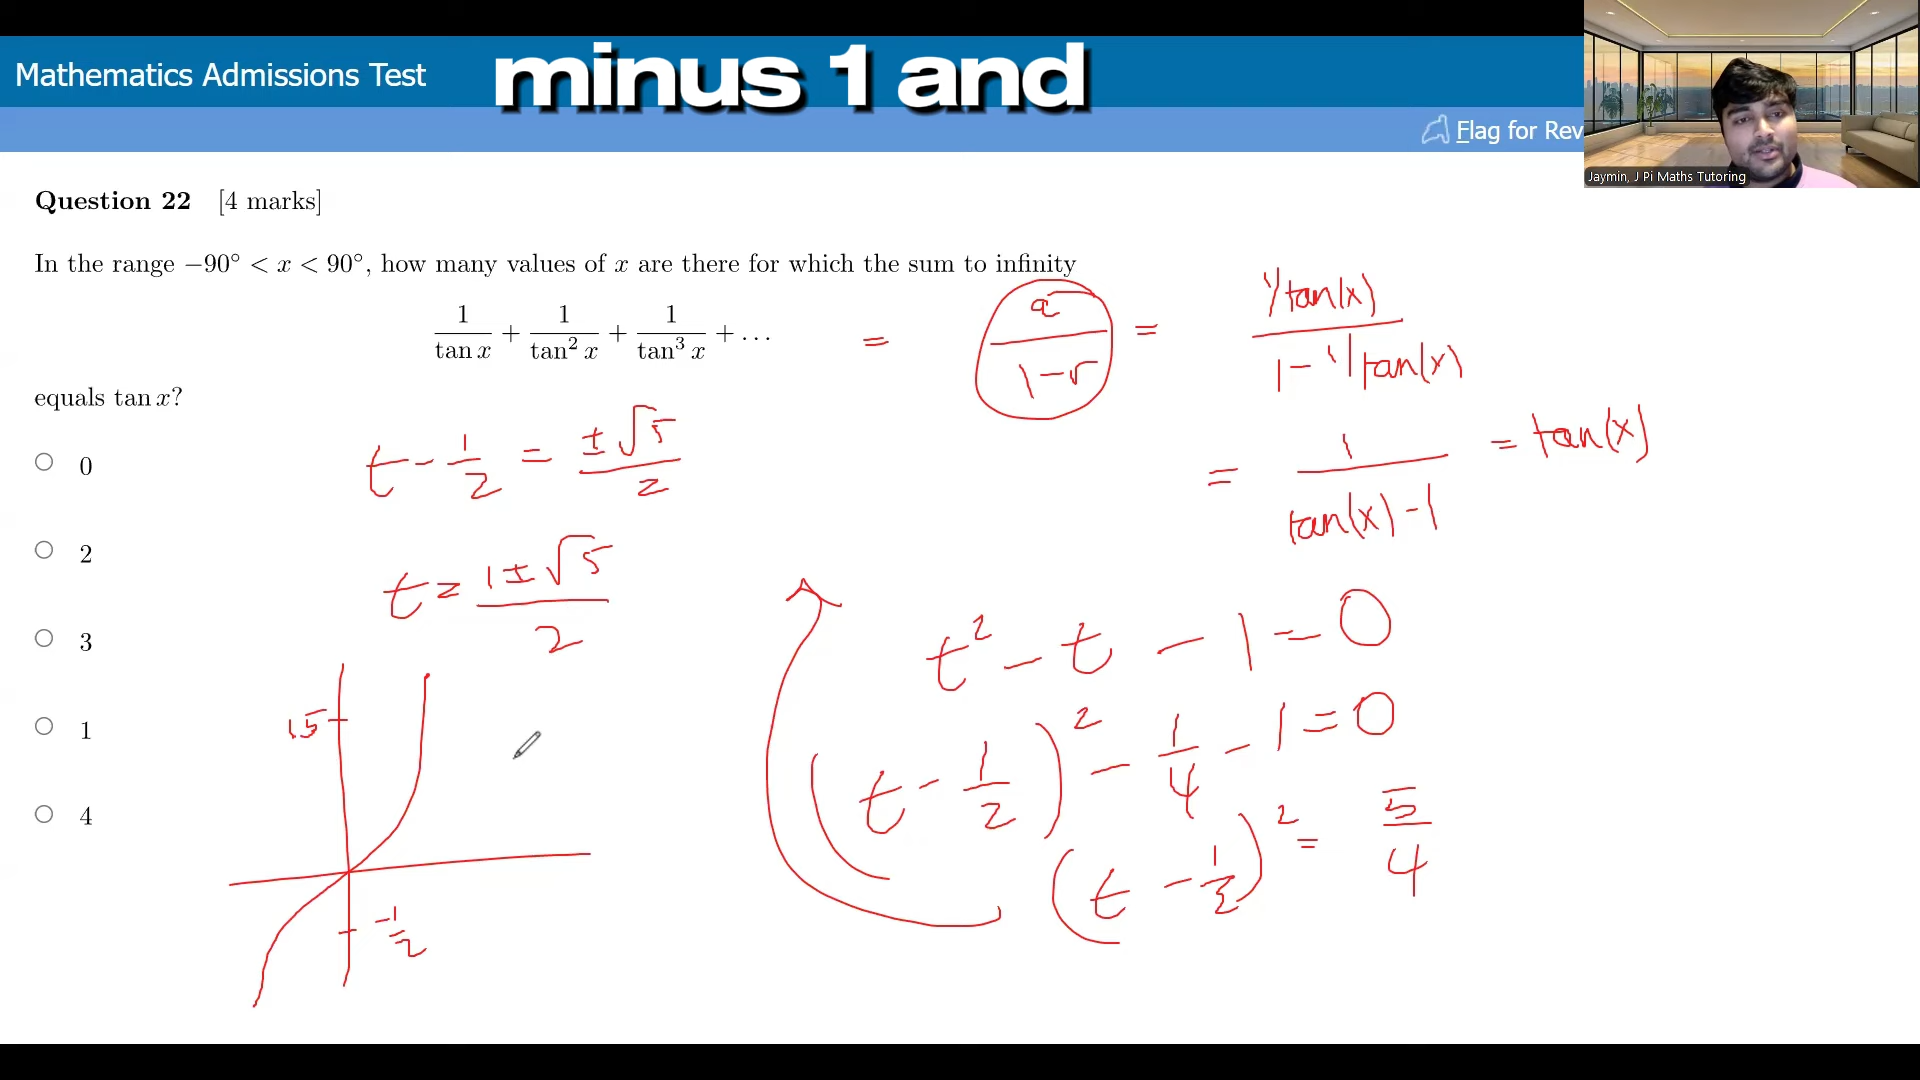 Mathematics Admissions Test
minus 1 and
Flag for Rev
Jaymin, J Pi Maths Tutoring
Question 22 [4 marks]
In the range −90° < x < 90°, how many values of x are there for which the sum to infinity
1/tan x + 1/tan² x + 1/tan³ x + ...
= a/(1-r) = (1/tan(x))/(1 - 1/tan(x))
equals tan x?
= 1/(tan(x) - 1) = tan(x)
t - 1/2 = ±√5/2
t = (1 ± √5)/2
t² - t - 1 = 0
(t - 1/2)² - 1/4 - 1 = 0
(t - 1/2)² = 5/4
0
2
3
1
4
1.5
-1/2